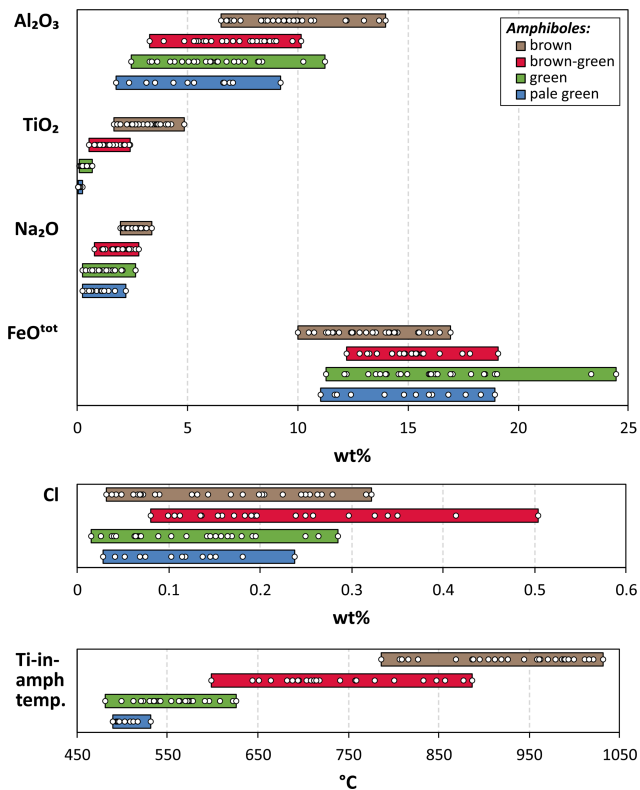 Al₂O₃
Amphiboles:
brown
brown-green
green
pale green
TiO₂
Na₂O
FeOᵗᵒᵗ
0 5 10 15 20 25
wt%
Cl
0 0.1 0.2 0.3 0.4 0.5 0.6
wt%
Ti-in-
amph
temp.
450 550 650 750 850 950 1050
°C